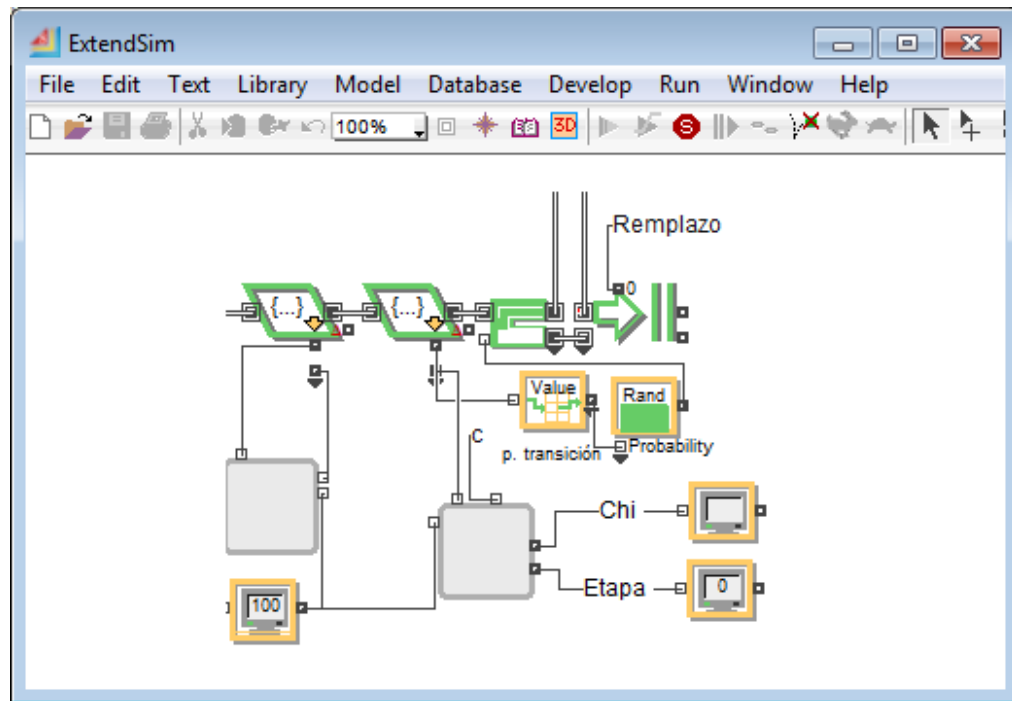 ExtendSim
File Edit Text Library Model Database Develop Run Window Help
100% 3D S
Remplazo
0
{...} {...}
Value Rand
C
p. transición Probability
Chi
Etapa 0
100